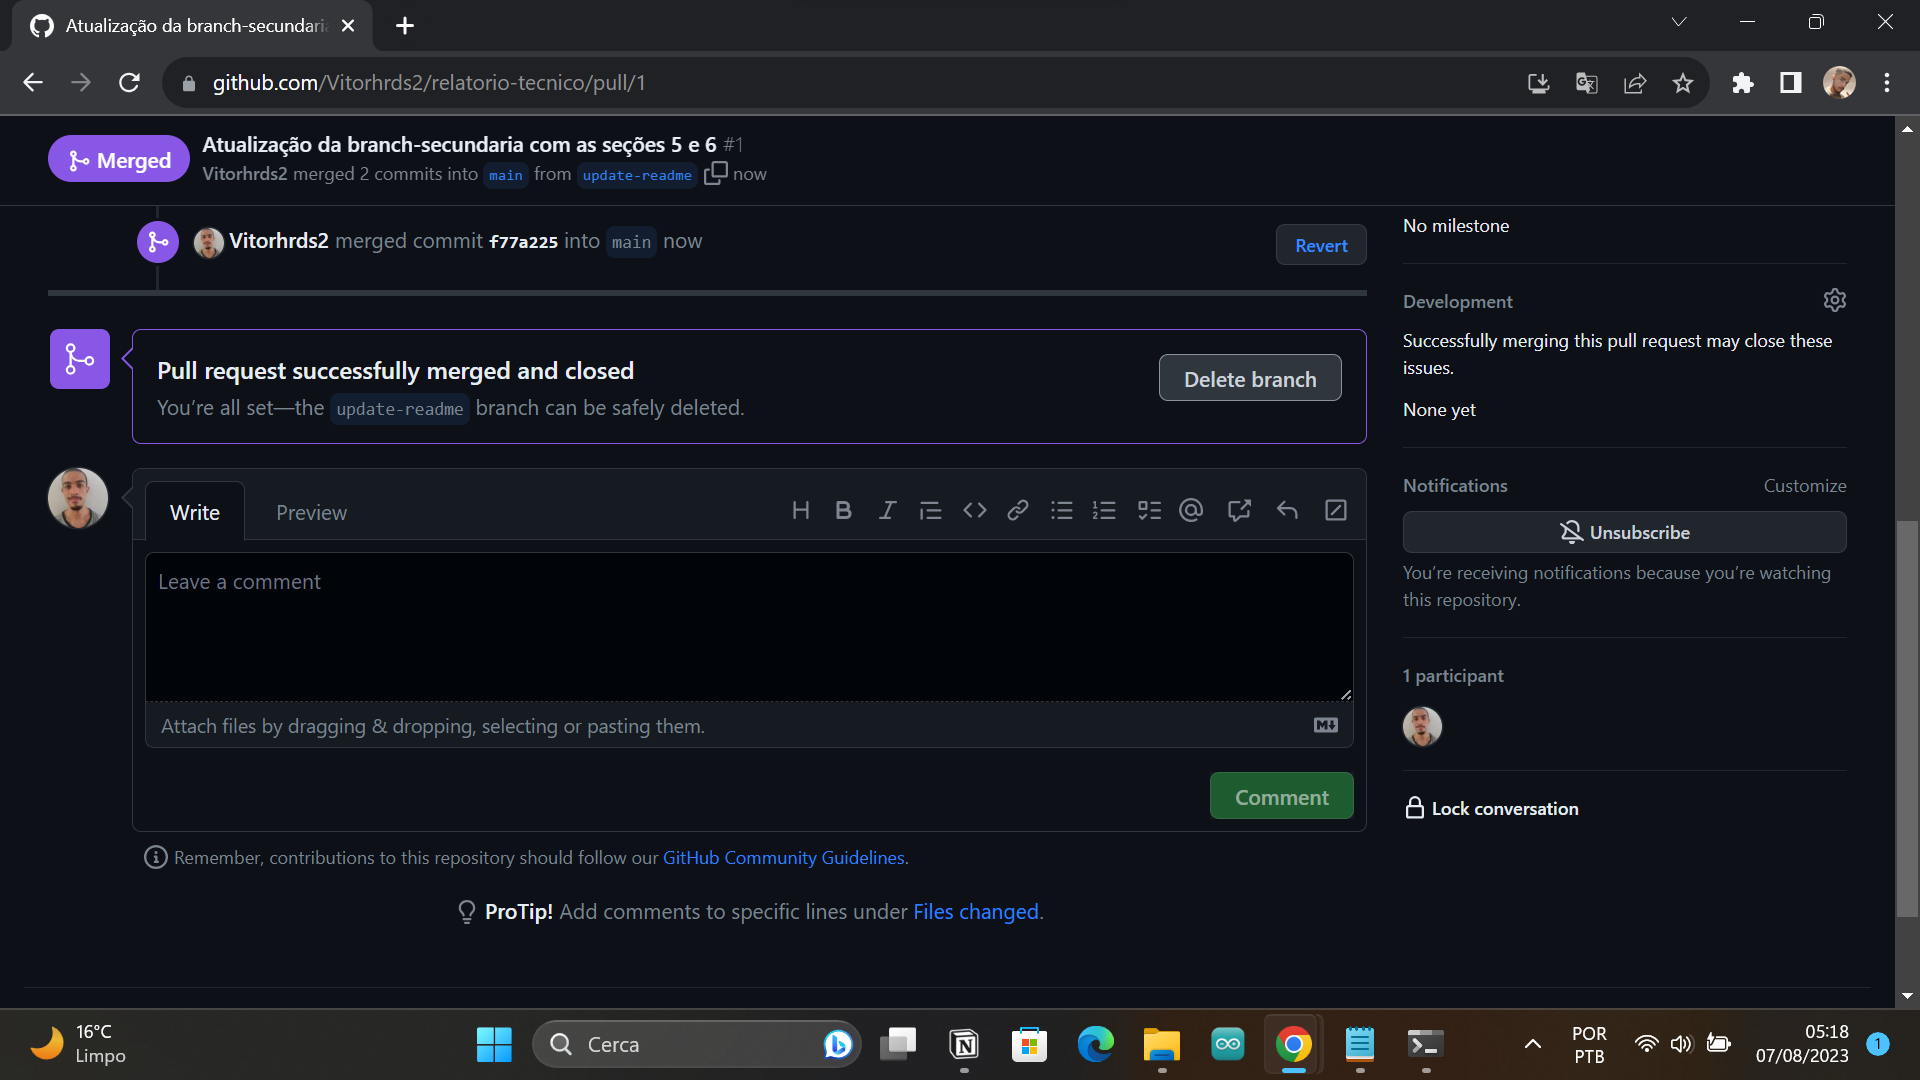 Atualização da branch-secundari
github.com/Vitorhrds2/relatorio-tecnico/pull/1
Merged
Atualização da branch-secundaria com as seções 5 e 6 #1
Vitorhrds2 merged 2 commits into main from update-readme now
Vitorhrds2 merged commit f77a225 into main now
Revert
Pull request successfully merged and closed
You’re all set—the update-readme branch can be safely deleted.
Delete branch
Write
Preview
Leave a comment
Attach files by dragging & dropping, selecting or pasting them.
Comment
Remember, contributions to this repository should follow our GitHub Community Guidelines.
ProTip! Add comments to specific lines under Files changed.
No milestone
Development
Successfully merging this pull request may close these
issues.
None yet
Notifications
Customize
Unsubscribe
You’re receiving notifications because you’re watching
this repository.
1 participant
Lock conversation
16°C
Limpo
Cerca
POR
PTB
05:18
07/08/2023
1